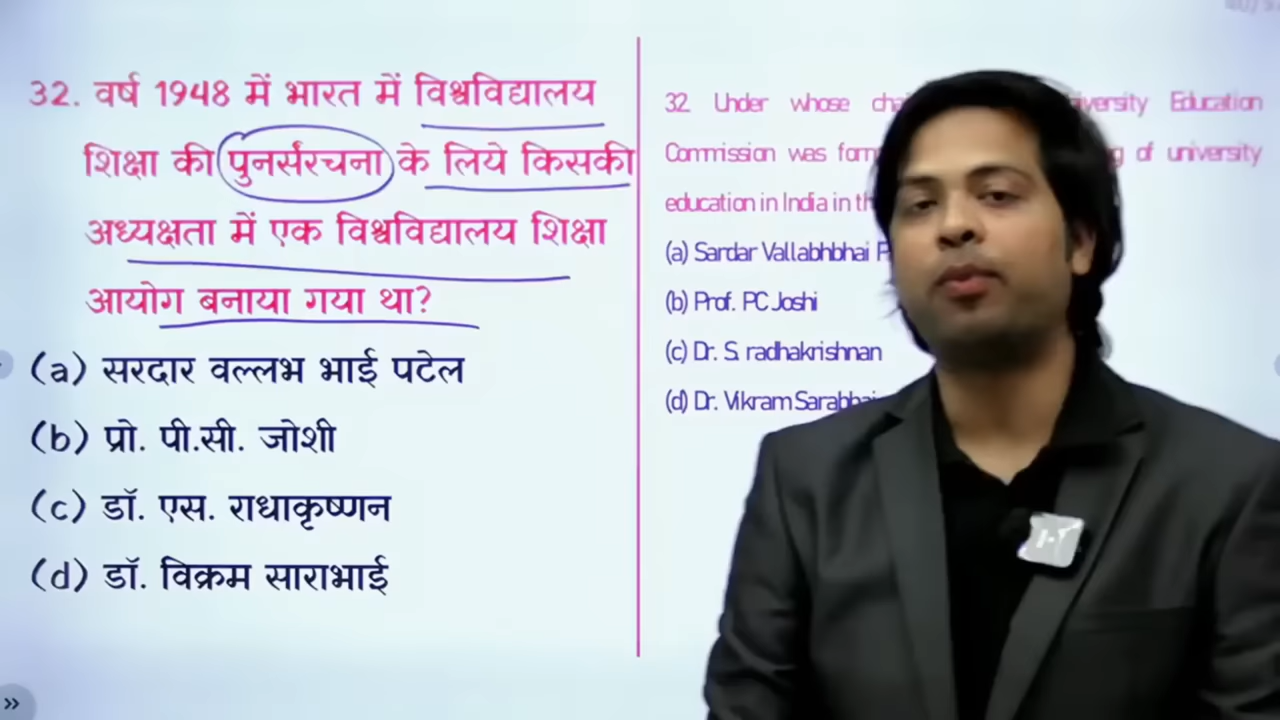 32. वर्ष 1948 में भारत में विश्वविद्यालय
शिक्षा की पुनर्संरचना के लिये किसकी
अध्यक्षता में एक विश्वविद्यालय शिक्षा
आयोग बनाया गया था?
(a) सरदार वल्लभ भाई पटेल
(b) प्रो. पी.सी. जोशी
(c) डॉ. एस. राधाकृष्णन
(d) डॉ. विक्रम साराभाई
32. Under whose Education
Commission was of university
education in India in
(a) Sardar Vallabhbhai
(b) Prof. PC Joshi
(c) Dr. S. radhakrishnan
(d) Dr. Vikram Sarabhai